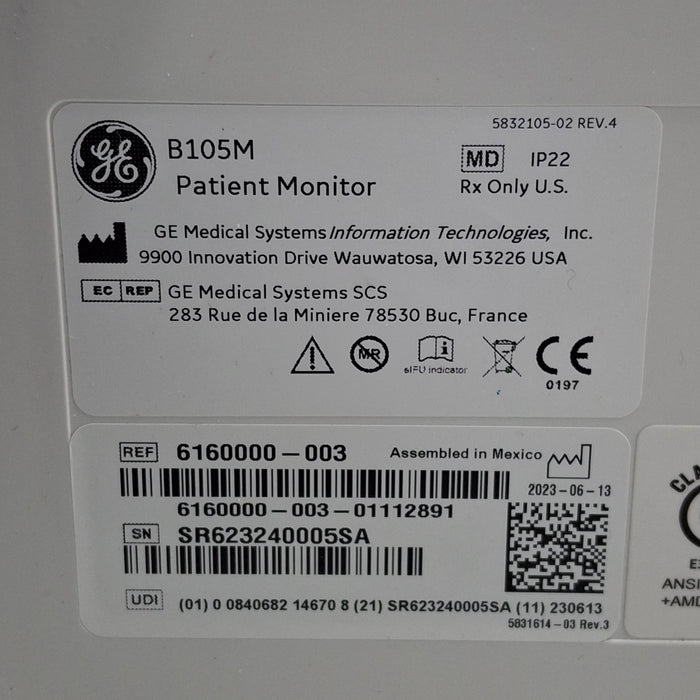 5832105-02 REV.4
GE
B105M
MD IP22
Patient Monitor
Rx Only U.S.
GE Medical Systems Information Technologies, Inc.
9900 Innovation Drive Wauwatosa, WI 53226 USA
EC REP GE Medical Systems SCS
283 Rue de la Miniere 78530 Buc, France
MR
eIFU indicator
CE
0197
REF 6160000-003
Assembled in Mexico
2023-06-13
6160000-003-01112891
SN SR623240005SA
UDI (01) 0 0840682 14670 8 (21) SR623240005SA (11) 230613
5831614-03 Rev.3
CLA
ANSI
+AMD